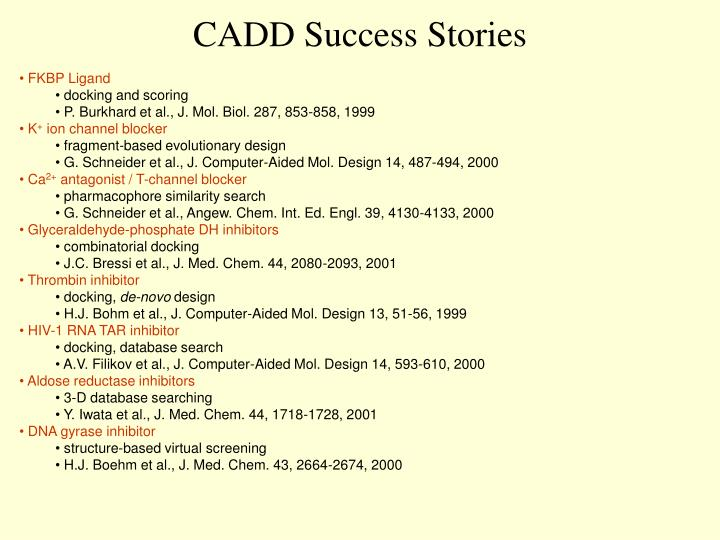 CADD Success Stories
• FKBP Ligand
• docking and scoring
• P. Burkhard et al., J. Mol. Biol. 287, 853-858, 1999
• K⁺ ion channel blocker
• fragment-based evolutionary design
• G. Schneider et al., J. Computer-Aided Mol. Design 14, 487-494, 2000
• Ca²⁺ antagonist / T-channel blocker
• pharmacophore similarity search
• G. Schneider et al., Angew. Chem. Int. Ed. Engl. 39, 4130-4133, 2000
• Glyceraldehyde-phosphate DH inhibitors
• combinatorial docking
• J.C. Bressi et al., J. Med. Chem. 44, 2080-2093, 2001
• Thrombin inhibitor
• docking, de-novo design
• H.J. Bohm et al., J. Computer-Aided Mol. Design 13, 51-56, 1999
• HIV-1 RNA TAR inhibitor
• docking, database search
• A.V. Filikov et al., J. Computer-Aided Mol. Design 14, 593-610, 2000
• Aldose reductase inhibitors
• 3-D database searching
• Y. Iwata et al., J. Med. Chem. 44, 1718-1728, 2001
• DNA gyrase inhibitor
• structure-based virtual screening
• H.J. Boehm et al., J. Med. Chem. 43, 2664-2674, 2000